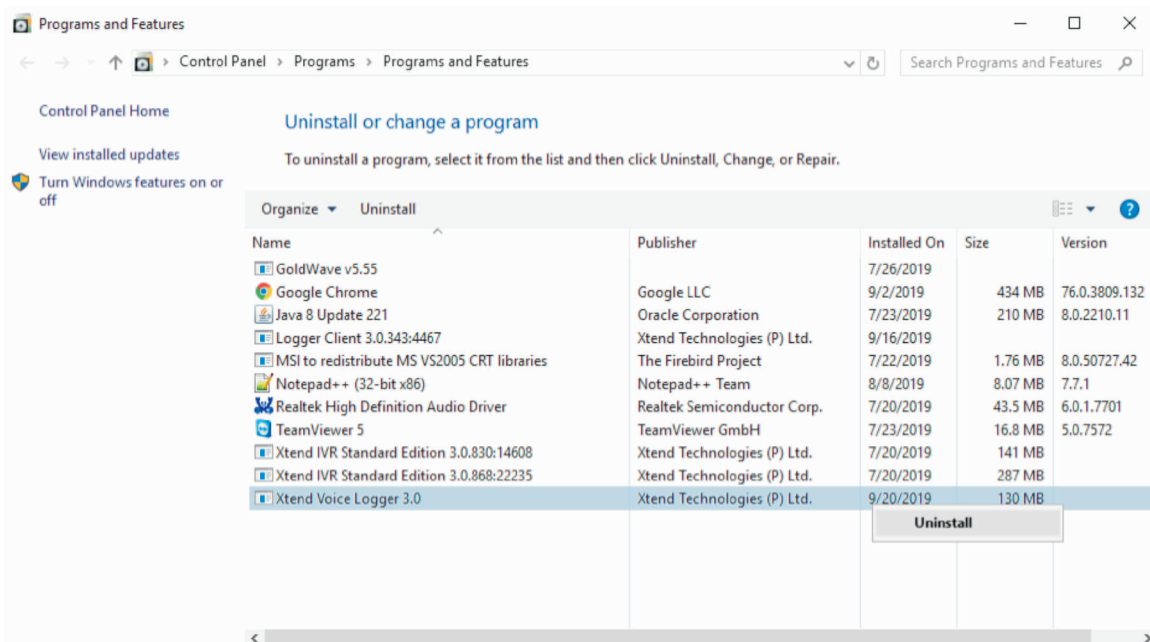 Programs and Features
Control Panel > Programs > Programs and Features
Search Programs and Features
Control Panel Home
View installed updates
Turn Windows features on or
off
Uninstall or change a program
To uninstall a program, select it from the list and then click Uninstall, Change, or Repair.
Organize Uninstall
Name Publisher Installed On Size Version
GoldWave v5.55 7/26/2019
Google Chrome Google LLC 9/2/2019 434 MB 76.0.3809.132
Java 8 Update 221 Oracle Corporation 7/23/2019 210 MB 8.0.2210.11
Logger Client 3.0.343:4467 Xtend Technologies (P) Ltd. 9/16/2019
MSI to redistribute MS VS2005 CRT libraries The Firebird Project 7/22/2019 1.76 MB 8.0.50727.42
Notepad++ (32-bit x86) Notepad++ Team 8/8/2019 8.07 MB 7.7.1
Realtek High Definition Audio Driver Realtek Semiconductor Corp. 7/20/2019 43.5 MB 6.0.1.7701
TeamViewer 5 TeamViewer GmbH 7/23/2019 16.8 MB 5.0.7572
Xtend IVR Standard Edition 3.0.830:14608 Xtend Technologies (P) Ltd. 7/20/2019 141 MB
Xtend IVR Standard Edition 3.0.868:22235 Xtend Technologies (P) Ltd. 7/20/2019 287 MB
Xtend Voice Logger 3.0 Xtend Technologies (P) Ltd. 9/20/2019 130 MB
Uninstall